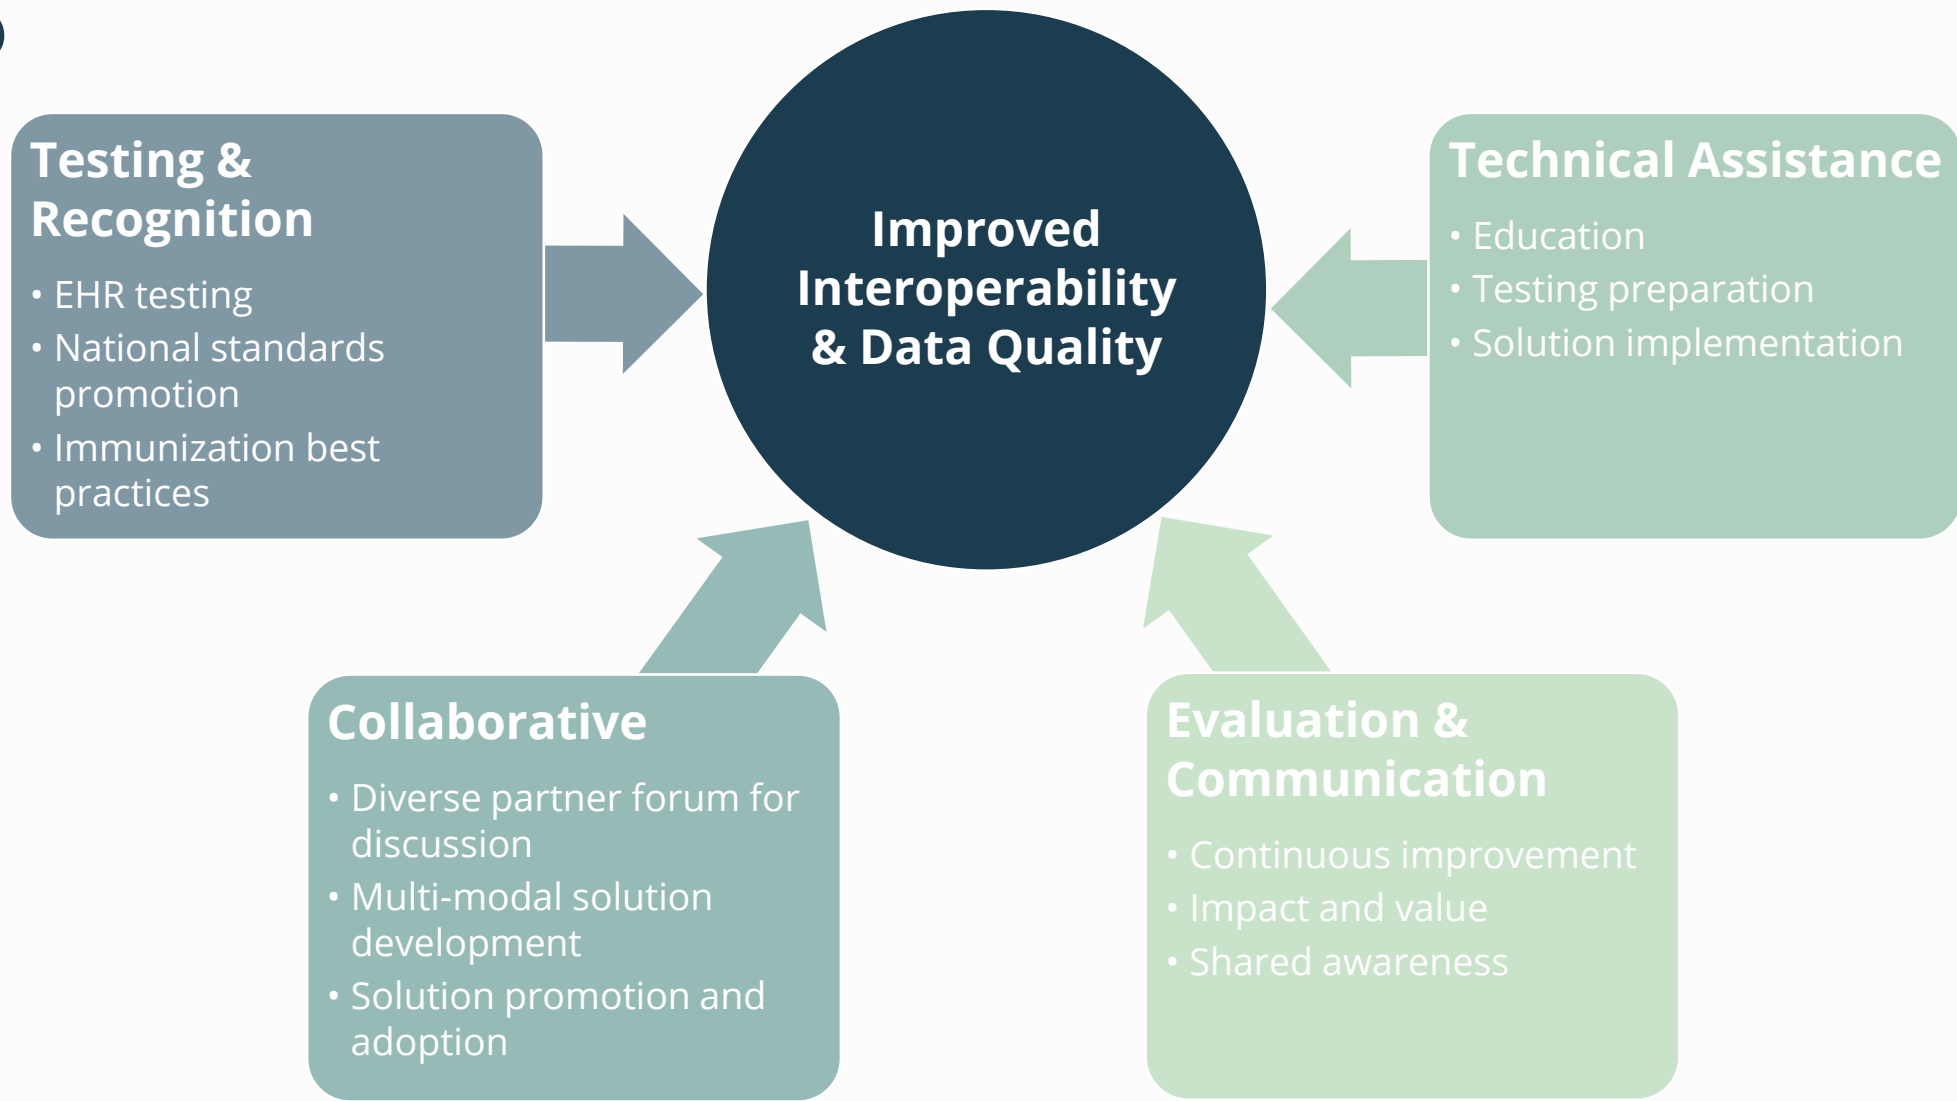 Testing &
Recognition
• EHR testing
• National standards
promotion
• Immunization best
practices
Improved
Interoperability
& Data Quality
Technical Assistance
• Education
• Testing preparation
• Solution implementation
Collaborative
• Diverse partner forum for
discussion
• Multi-modal solution
development
• Solution promotion and
adoption
Evaluation &
Communication
• Continuous improvement
• Impact and value
• Shared awareness